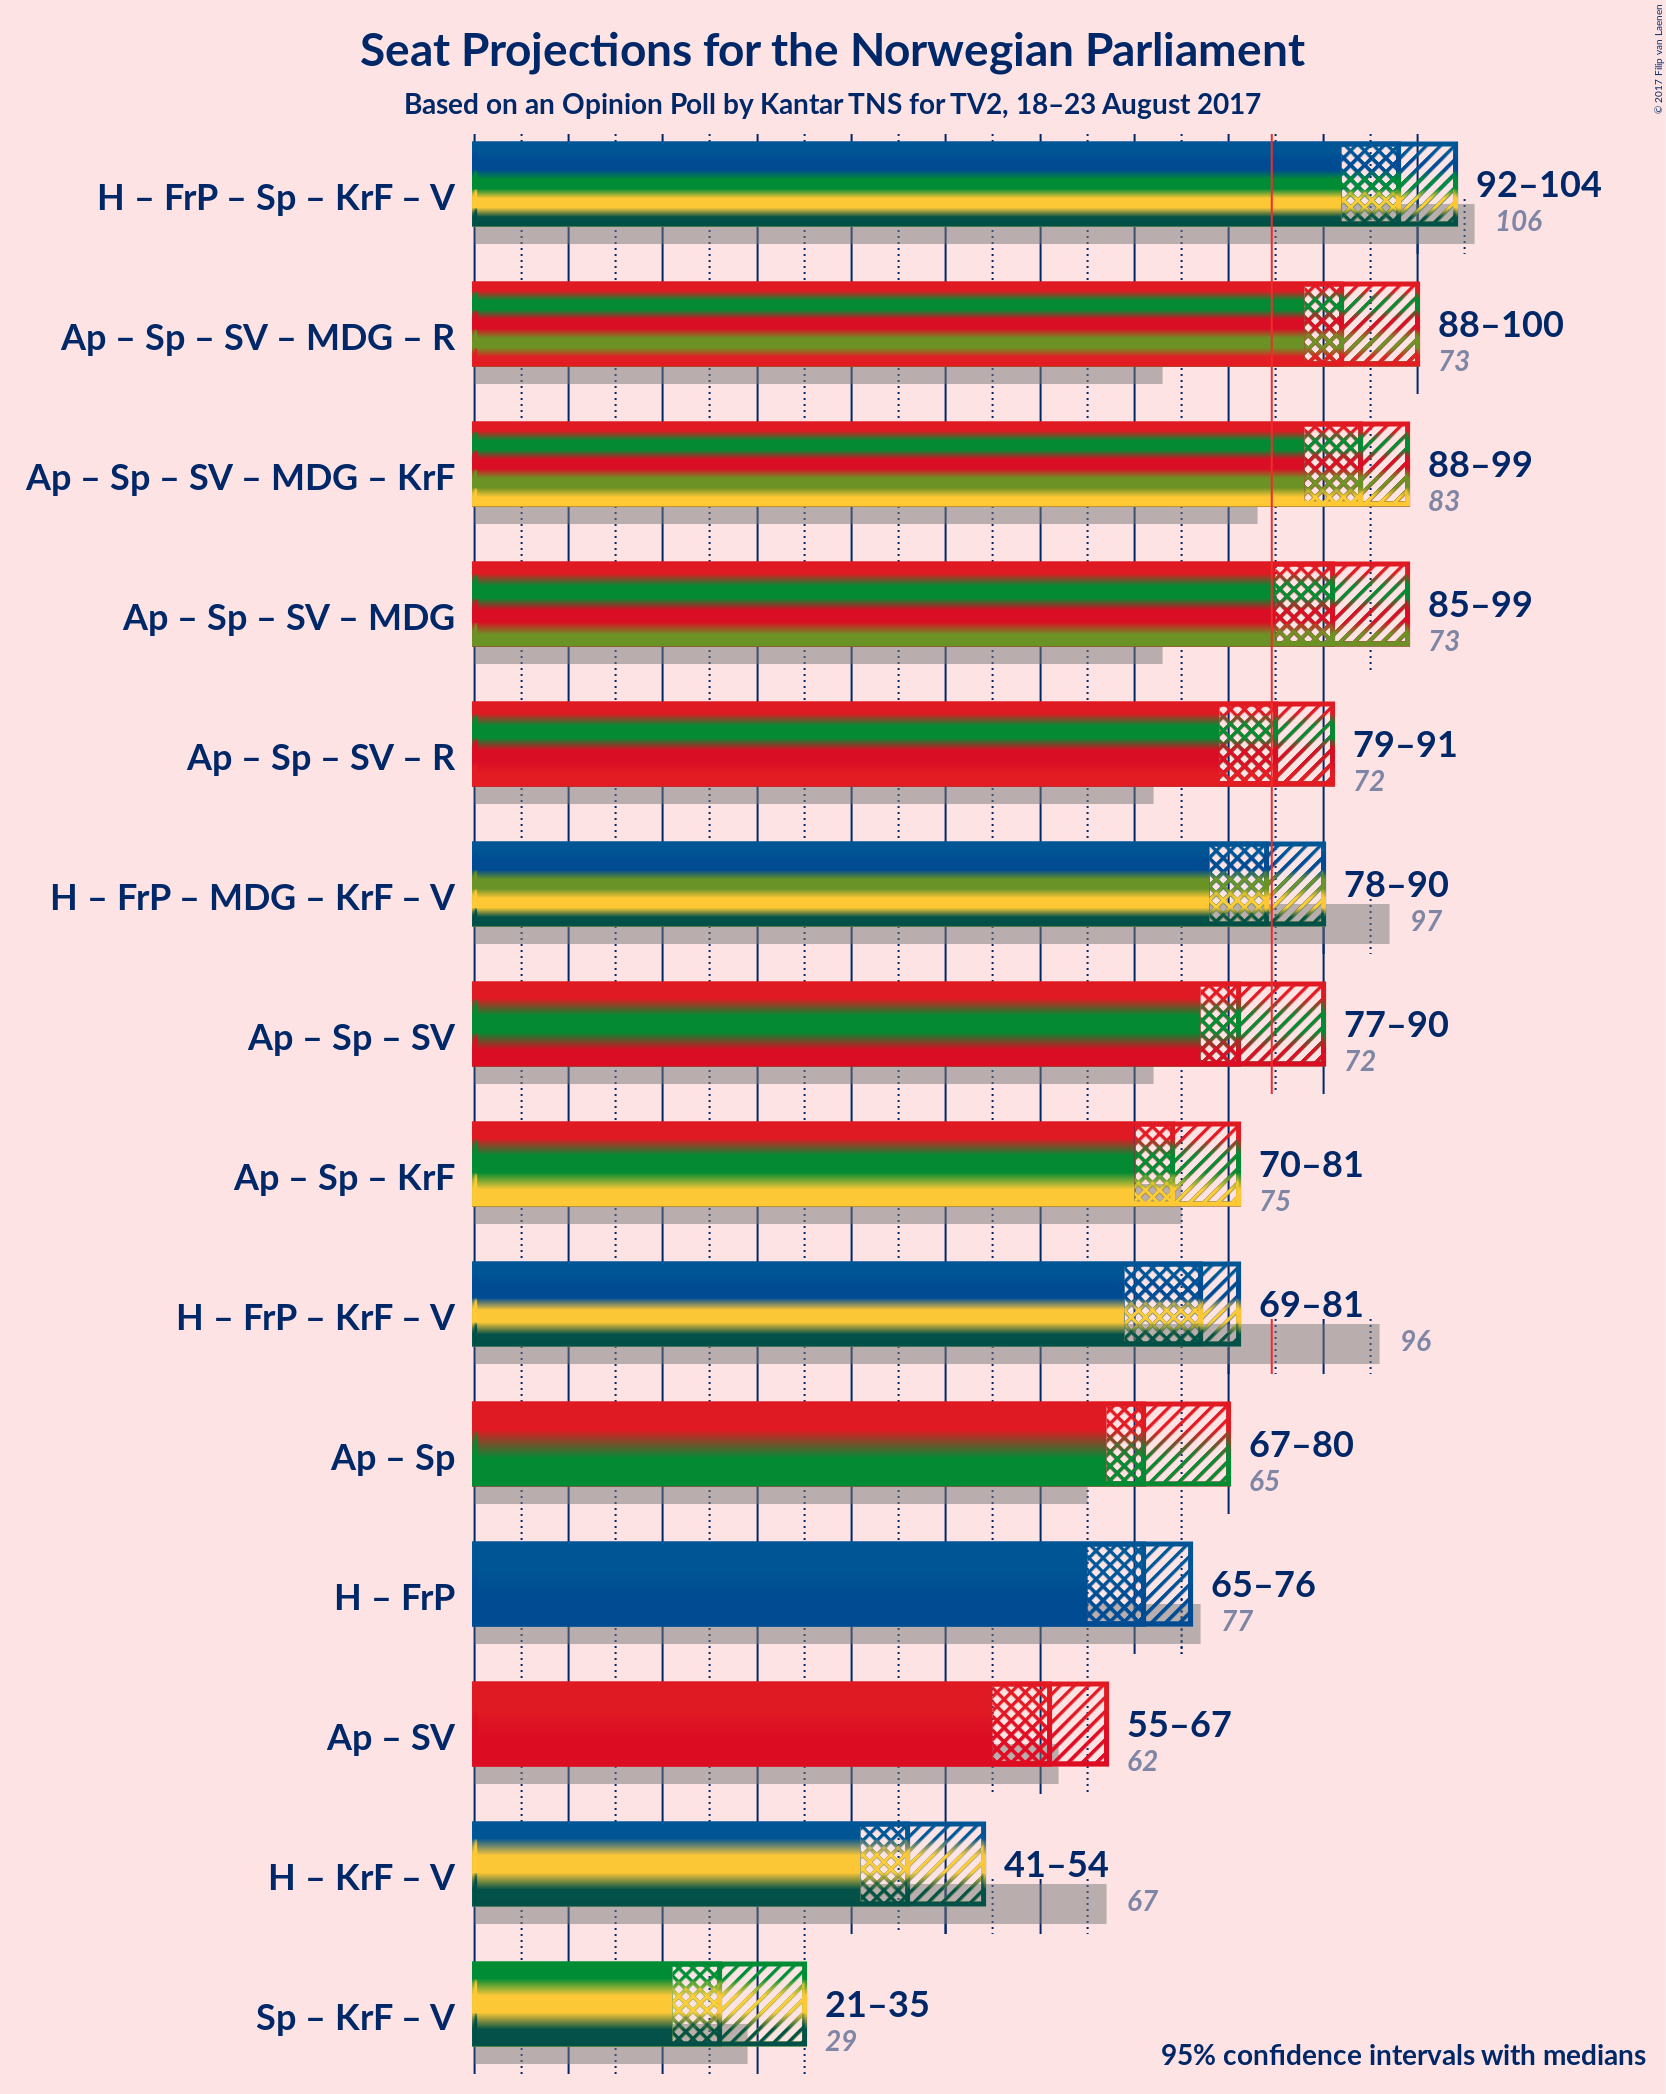 Seat Projections for the Norwegian Parliament
Based on an Opinion Poll by Kantar TNS for TV2, 18–23 August 2017
© 2017 Filip van Laenen
H – FrP – Sp – KrF – V
92–104
106
Ap – Sp – SV – MDG – R
88–100
73
Ap – Sp – SV – MDG – KrF
88–99
83
Ap – Sp – SV – MDG
85–99
73
Ap – Sp – SV – R
79–91
72
H – FrP – MDG – KrF – V
78–90
97
Ap – Sp – SV
77–90
72
Ap – Sp – KrF
70–81
75
H – FrP – KrF – V
69–81
96
Ap – Sp
67–80
65
H – FrP
65–76
77
Ap – SV
55–67
62
H – KrF – V
41–54
67
Sp – KrF – V
21–35
29
95% confidence intervals with medians